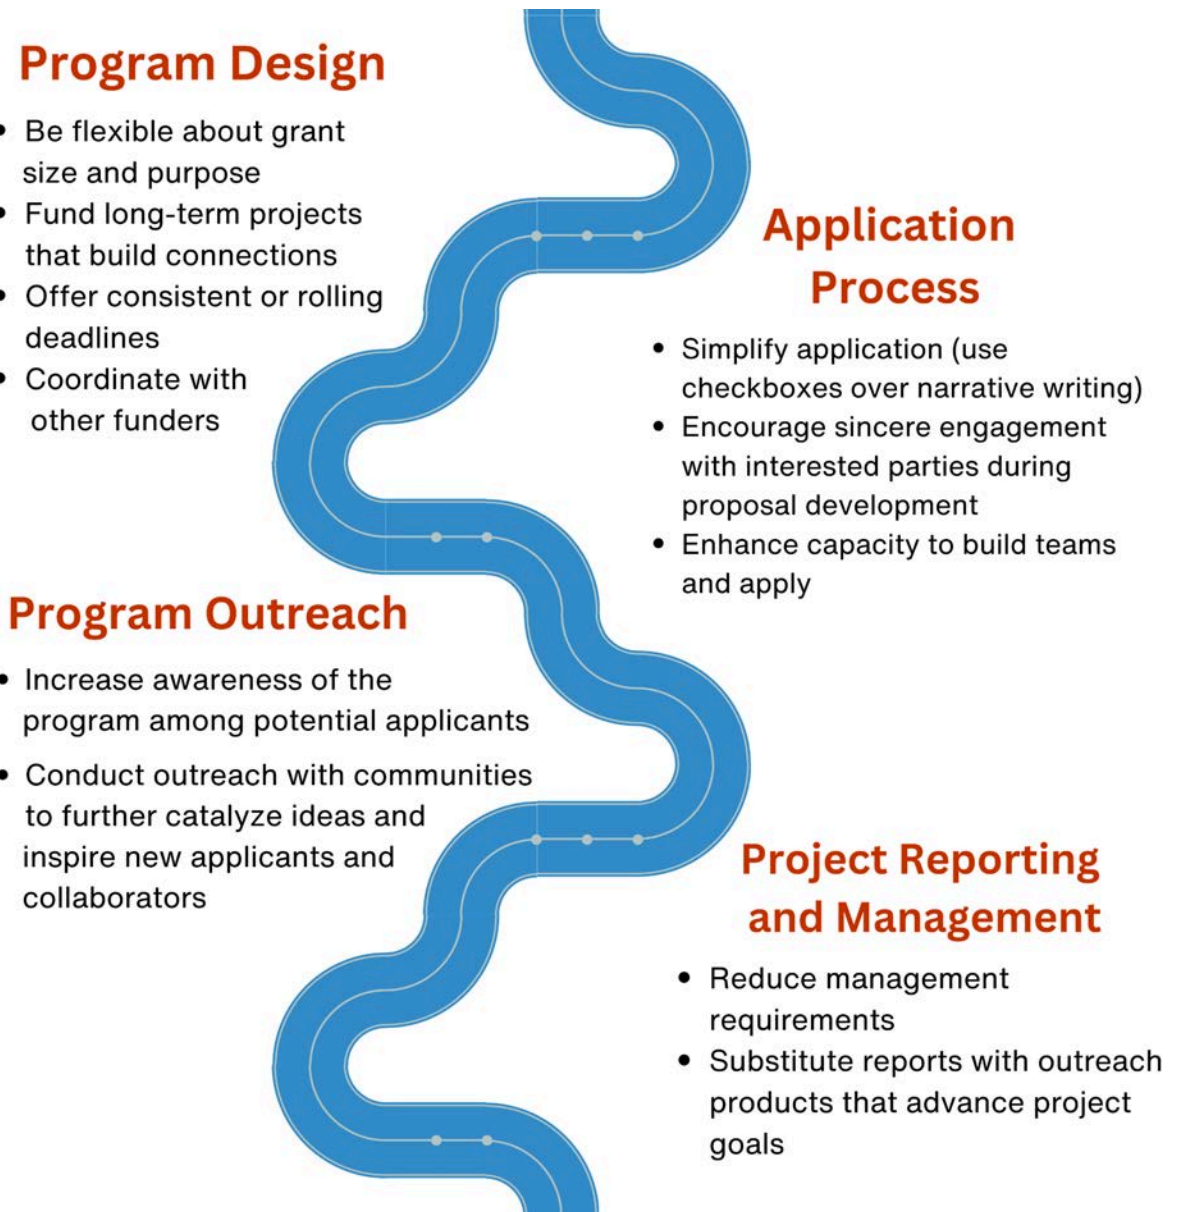 Program Design
• Be flexible about grant
size and purpose
• Fund long-term projects
that build connections
• Offer consistent or rolling
deadlines
• Coordinate with
other funders
Application
Process
• Simplify application (use
checkboxes over narrative writing)
• Encourage sincere engagement
with interested parties during
proposal development
• Enhance capacity to build teams
and apply
Program Outreach
• Increase awareness of the
program among potential applicants
• Conduct outreach with communities
to further catalyze ideas and
inspire new applicants and
collaborators
Project Reporting
and Management
• Reduce management
requirements
• Substitute reports with outreach
products that advance project
goals